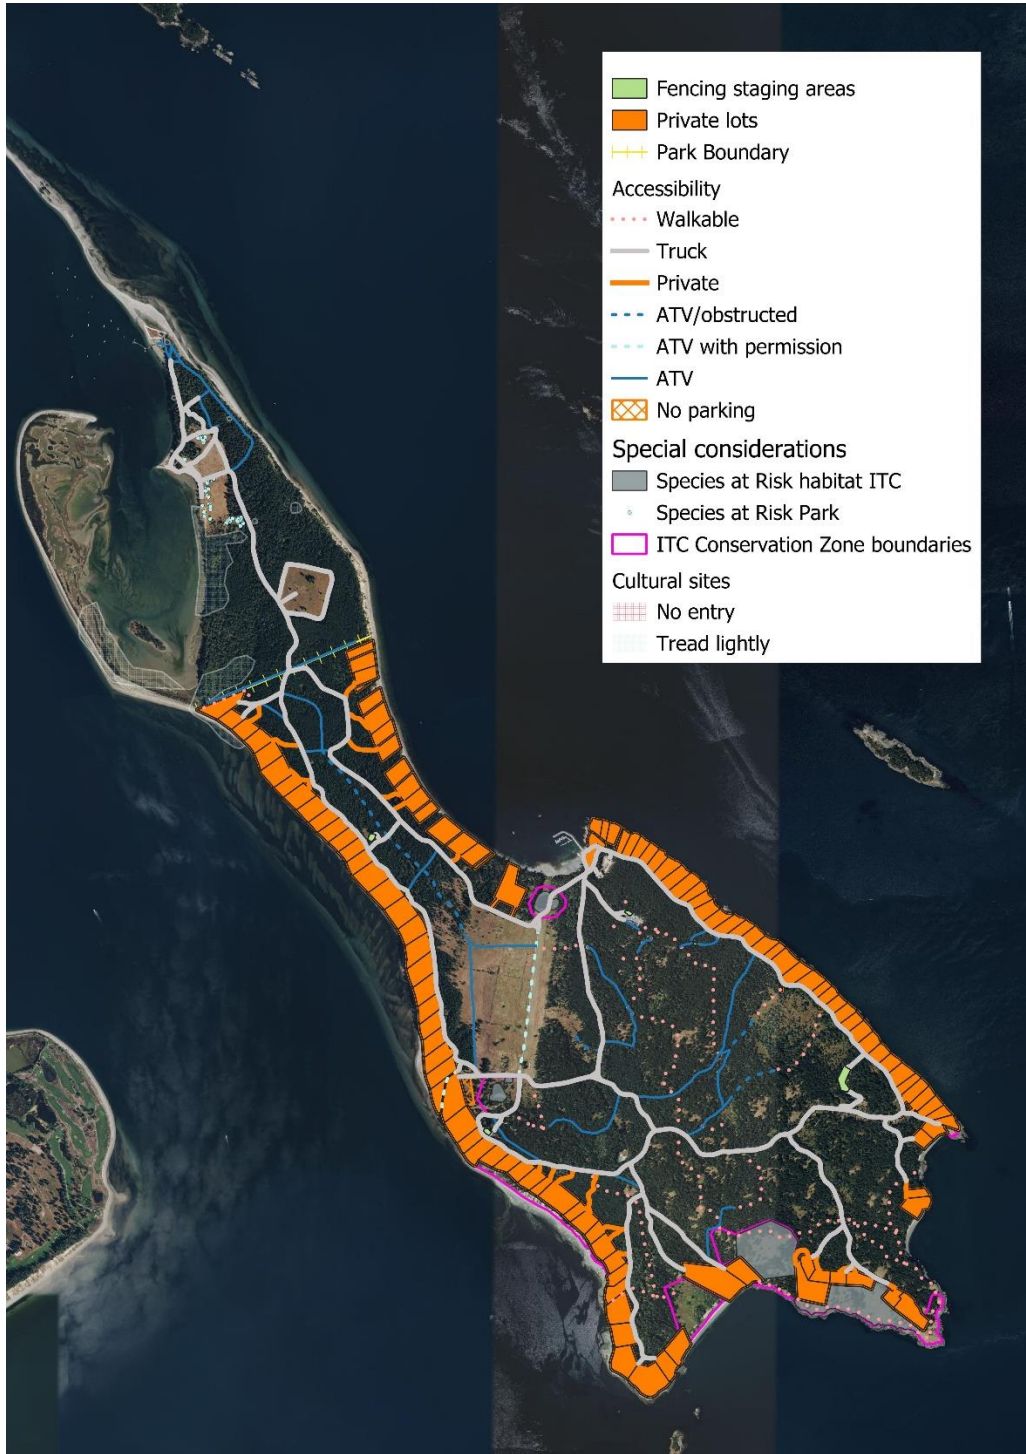 Fencing staging areas
Private lots
Park Boundary
Accessibility
Walkable
Truck
Private
ATV/obstructed
ATV with permission
ATV
No parking
Special considerations
Species at Risk habitat ITC
Species at Risk Park
ITC Conservation Zone boundaries
Cultural sites
No entry
Tread lightly